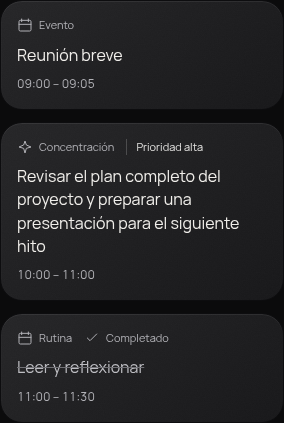 Evento
Reunión breve
09:00 – 09:05
Concentración | Prioridad alta
Revisar el plan completo del
proyecto y preparar una
presentación para el siguiente
hito
10:00 – 11:00
Rutina Completado
Leer y reflexionar
11:00 – 11:30